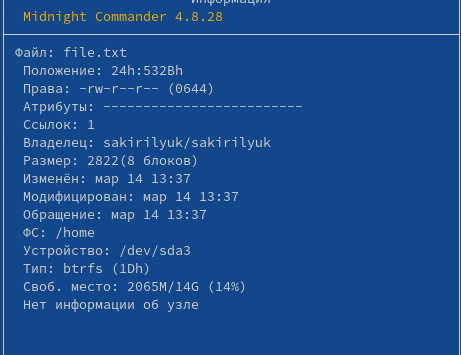 Информация
Midnight Commander 4.8.28
Файл: file.txt
Положение: 24h:532Bh
Права: -rw-r--r-- (0644)
Атрибуты: -------------------------
Ссылок: 1
Владелец: sakirilyuk/sakirilyuk
Размер: 2822(8 блоков)
Изменён: мар 14 13:37
Модифицирован: мар 14 13:37
Обращение: мар 14 13:37
ФС: /home
Устройство: /dev/sda3
Тип: btrfs (1Dh)
Своб. место: 2065M/14G (14%)
Нет информации об узле